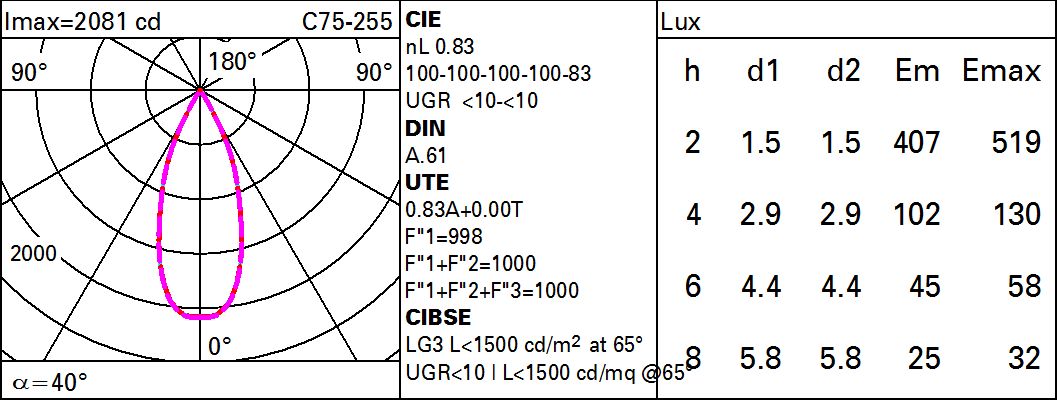 Imax=2081 cd C75-255
90° 180° 90°
2000
0°
α=40°
CIE
nL 0.83
100-100-100-100-83
UGR <10-<10
DIN
A.61
UTE
0.83A+0.00T
F"1=998
F"1+F"2=1000
F"1+F"2+F"3=1000
CIBSE
LG3 L<1500 cd/m² at 65°
UGR<10 | L<1500 cd/mq @65°
Lux
h d1 d2 Em Emax
2 1.5 1.5 407 519
4 2.9 2.9 102 130
6 4.4 4.4 45 58
8 5.8 5.8 25 32